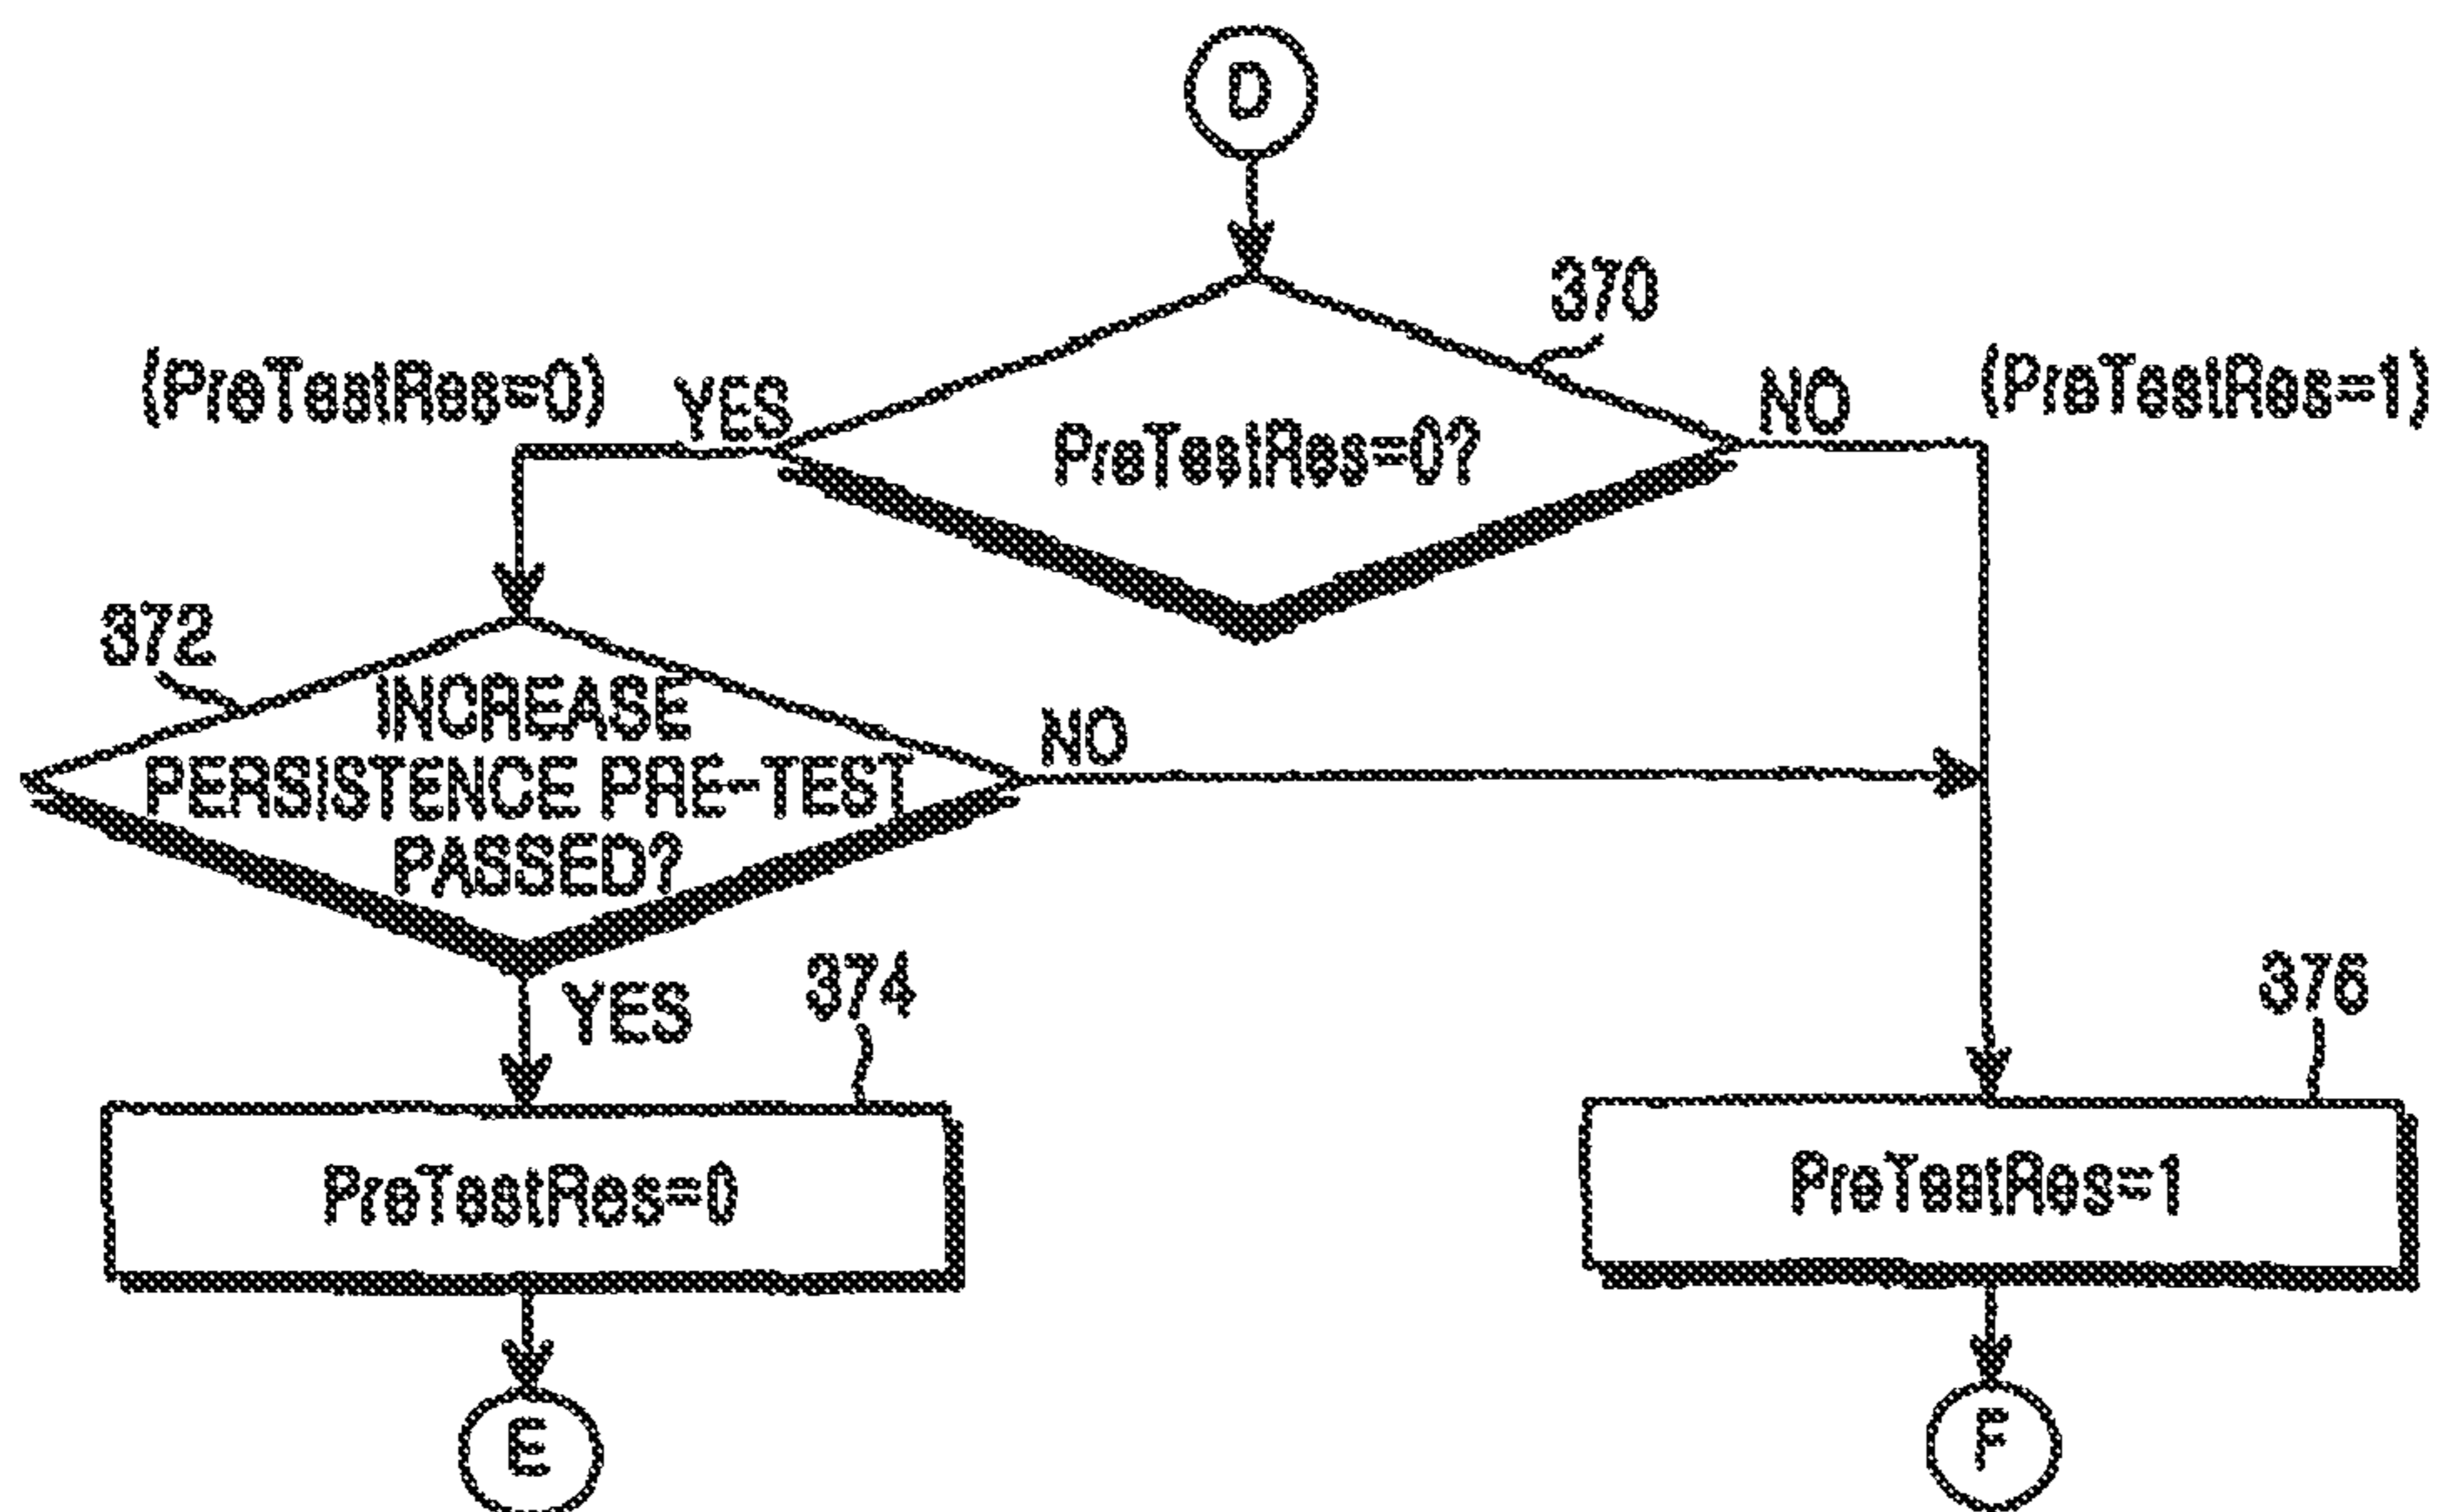 D
370
(PreTestRes=0) YES
NO (PreTestRes=1)
PreTestRes=0?
372
INCREASE
PERSISTENCE PRE-TEST
PASSED?
NO
YES
374
376
PreTestRes=0
PreTestRes=1
E
F